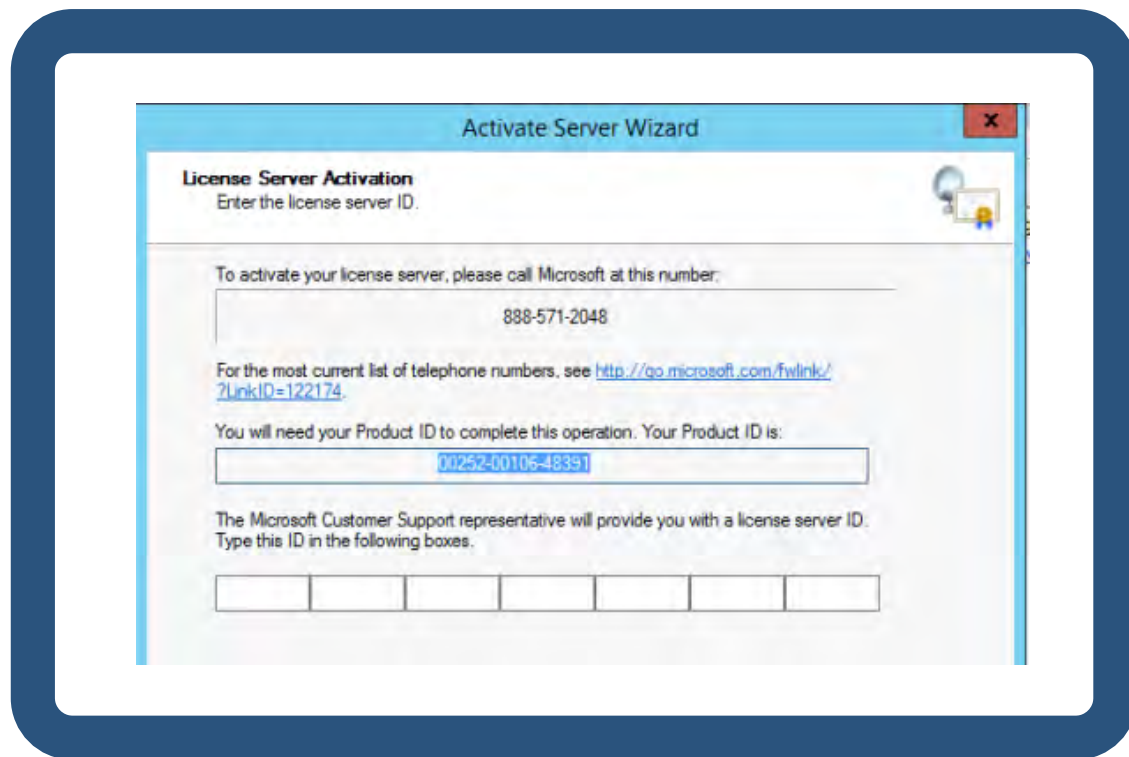 Activate Server Wizard
x
License Server Activation
Enter the license server ID.
To activate your license server, please call Microsoft at this number:
888-571-2048
For the most current list of telephone numbers, see http://go.microsoft.com/fwlink/
?LinkID=122174.
You will need your Product ID to complete this operation. Your Product ID is:
00252-00106-48391
The Microsoft Customer Support representative will provide you with a license server ID.
Type this ID in the following boxes.